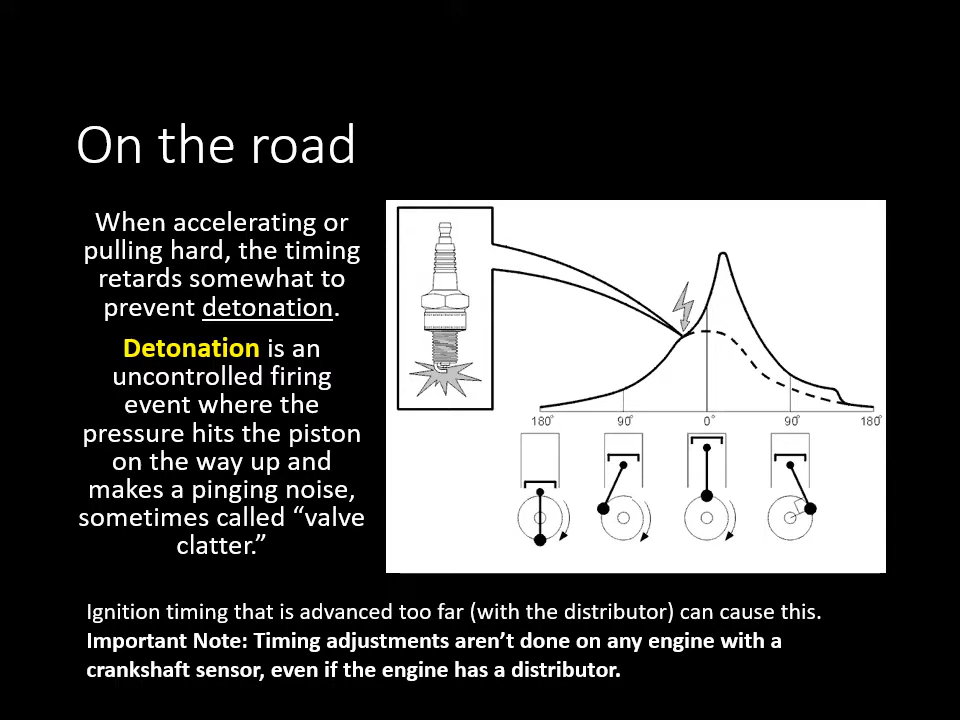 On the road
When accelerating or
pulling hard, the timing
retards somewhat to
prevent detonation.
Detonation is an
uncontrolled firing
event where the
pressure hits the piston
on the way up and
makes a pinging noise,
sometimes called “valve
clatter.”
180° 90° 0° 90° 180°
Ignition timing that is advanced too far (with the distributor) can cause this.
Important Note: Timing adjustments aren’t done on any engine with a
crankshaft sensor, even if the engine has a distributor.